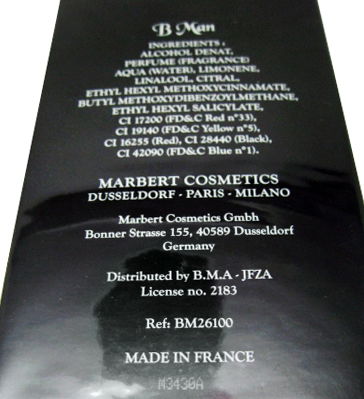 B Man
INGREDIENTS :
ALCOHOL DENAT,
PERFUME (FRAGRANCE)
AQUA (WATER), LIMONENE,
LINALOOL, CITRAL,
ETHYL HEXYL METHOXYCINNAMATE,
BUTYL METHOXYDIBENZOYLMETHANE,
ETHYL HEXYL SALICYLATE,
CI 17200 (FD&C Red n°33),
CI 19140 (FD&C Yellow n°5),
CI 16255 (Red), CI 28440 (Black),
CI 42090 (FD&C Blue n°1).
MARBERT COSMETICS
DUSSELDORF - PARIS - MILANO
Marbert Cosmetics Gmbh
Bonner Strasse 155, 40589 Dusseldorf
Germany
Distributed by B.M.A - JFZA
License no. 2183
Ref: BM26100
MADE IN FRANCE
M3430A